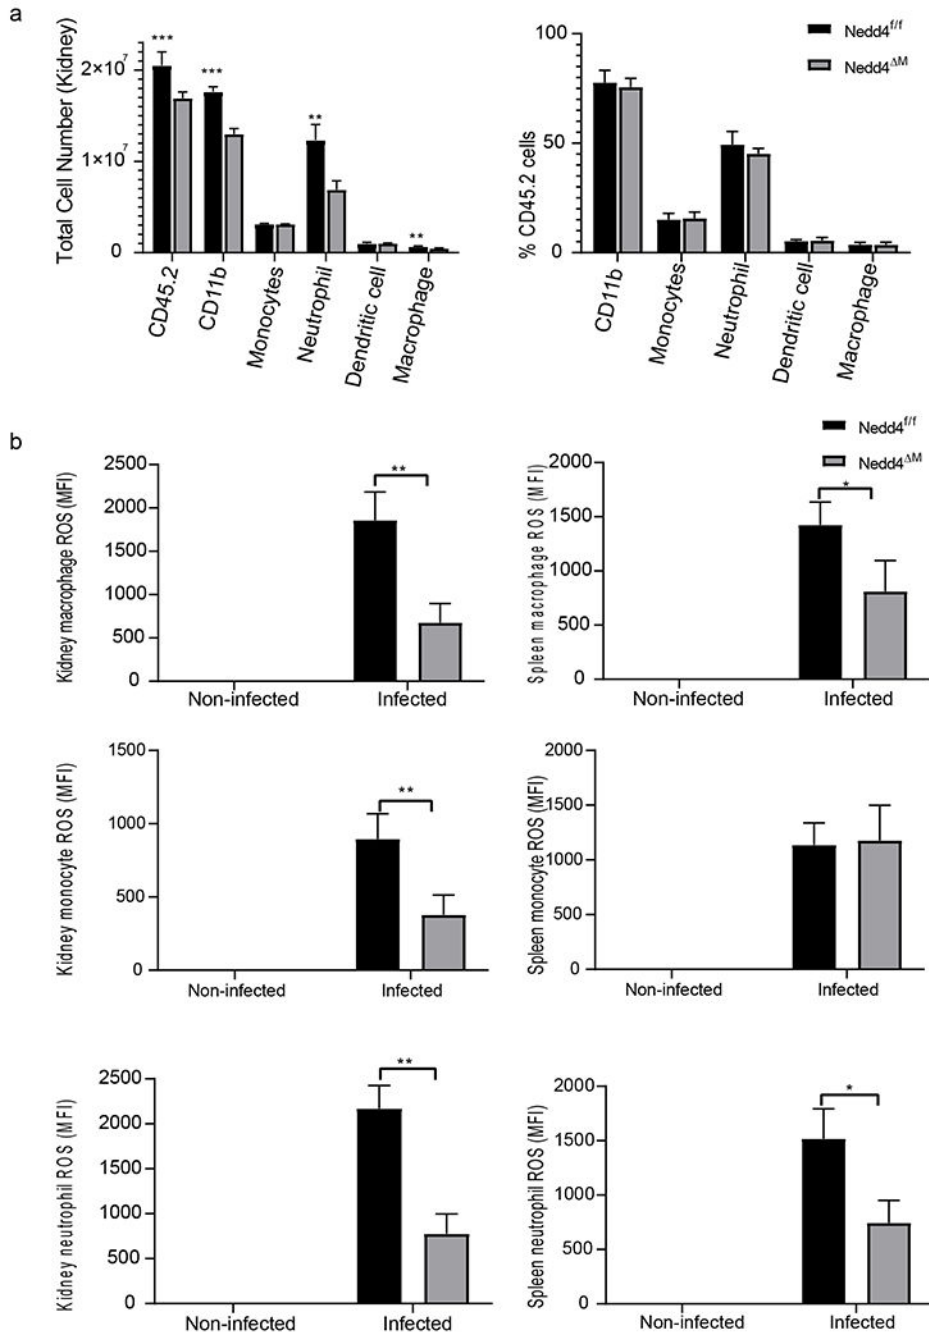 a
Total Cell Number (Kidney)
2×10⁷
1×10⁷
0
***
***
**
**
CD45.2
CD11b
Monocytes
Neutrophil
Dendritic cell
Macrophage
% CD45.2 cells
100
50
0
CD11b
Monocytes
Neutrophil
Dendritic cell
Macrophage
Nedd4f/f
Nedd4ΔM
b
Nedd4f/f
Nedd4ΔM
Kidney macrophage ROS (MFI)
2500
2000
1500
1000
500
0
**
Non-infected
Infected
Spleen macrophage ROS (MFI)
2000
1500
1000
500
0
*
Non-infected
Infected
Kidney monocyte ROS (MFI)
1500
1000
500
0
**
Non-infected
Infected
Spleen monocyte ROS (MFI)
2000
1500
1000
500
0
Non-infected
Infected
Kidney neutrophil ROS (MFI)
2500
2000
1500
1000
500
0
**
Non-infected
Infected
Spleen neutrophil ROS (MFI)
2000
1500
1000
500
0
*
Non-infected
Infected